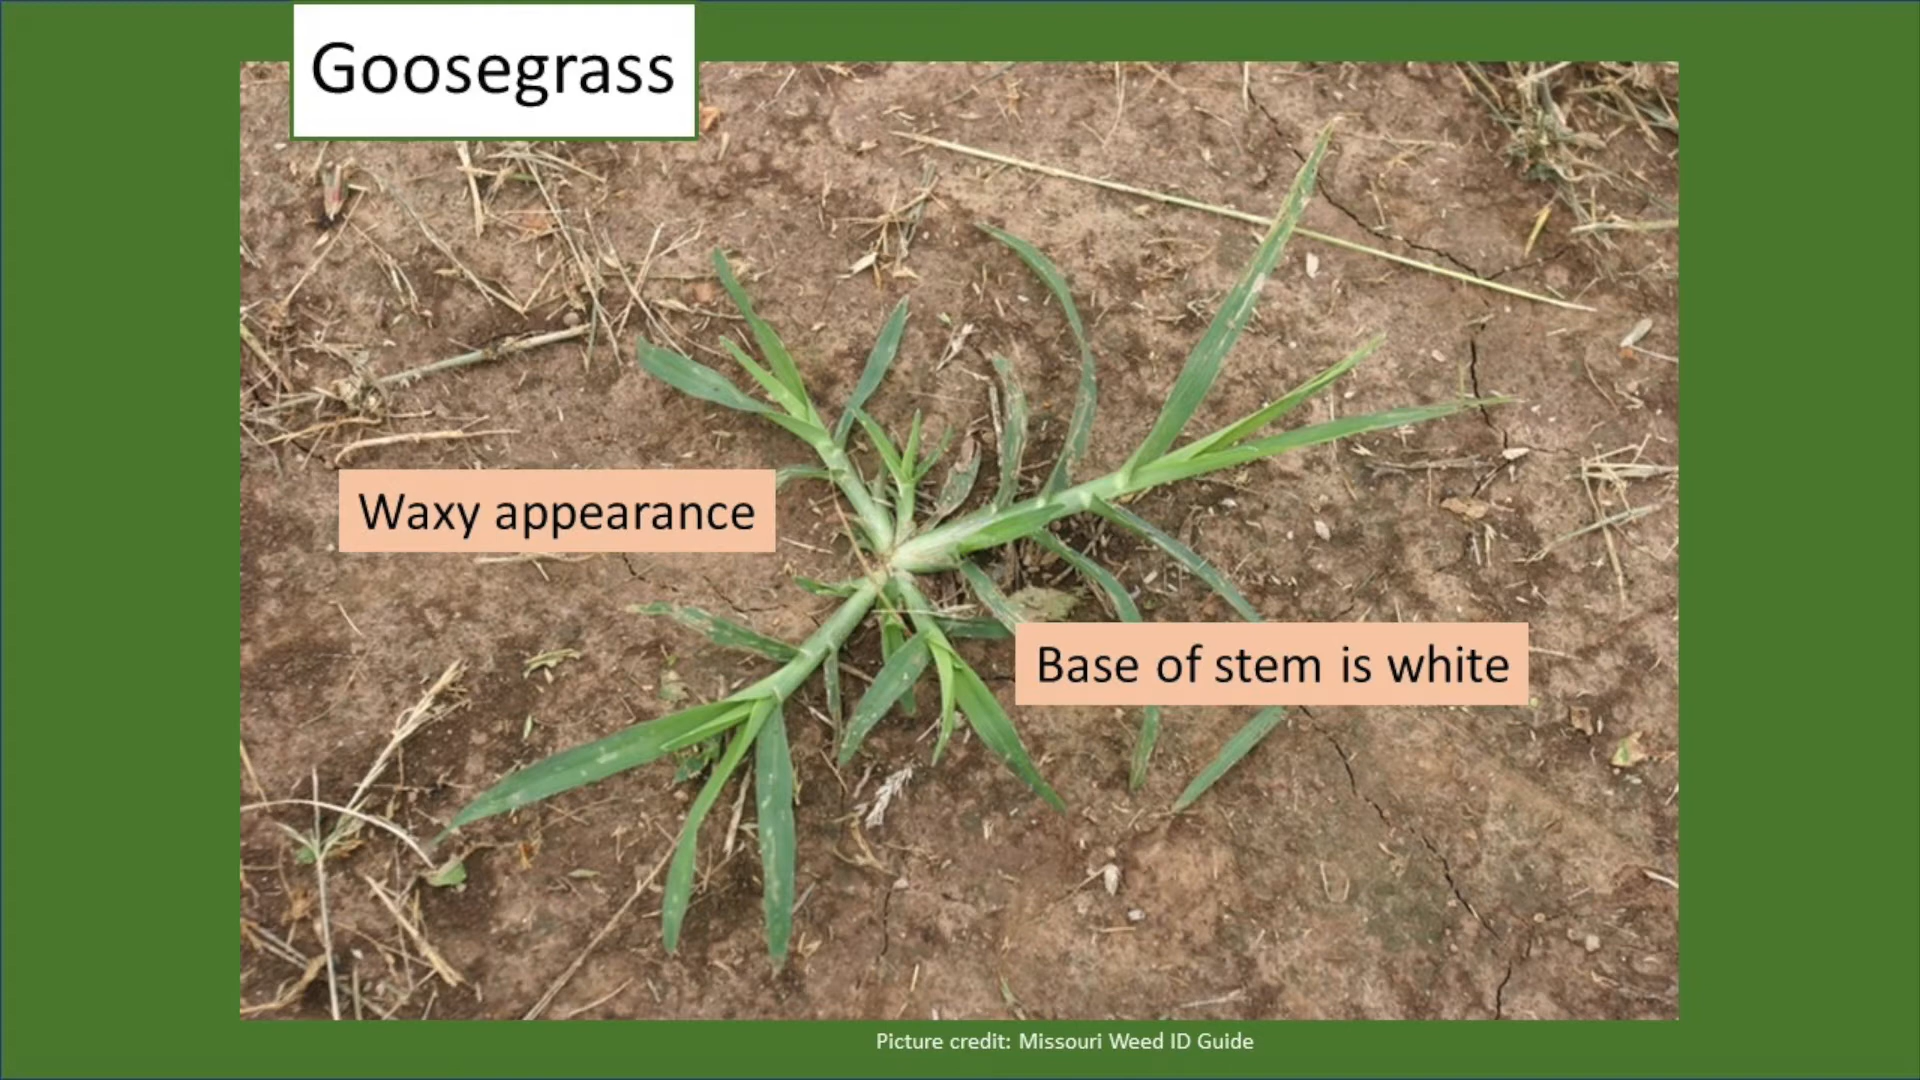 Goosegrass
Waxy appearance
Base of stem is white
Picture credit: Missouri Weed ID Guide